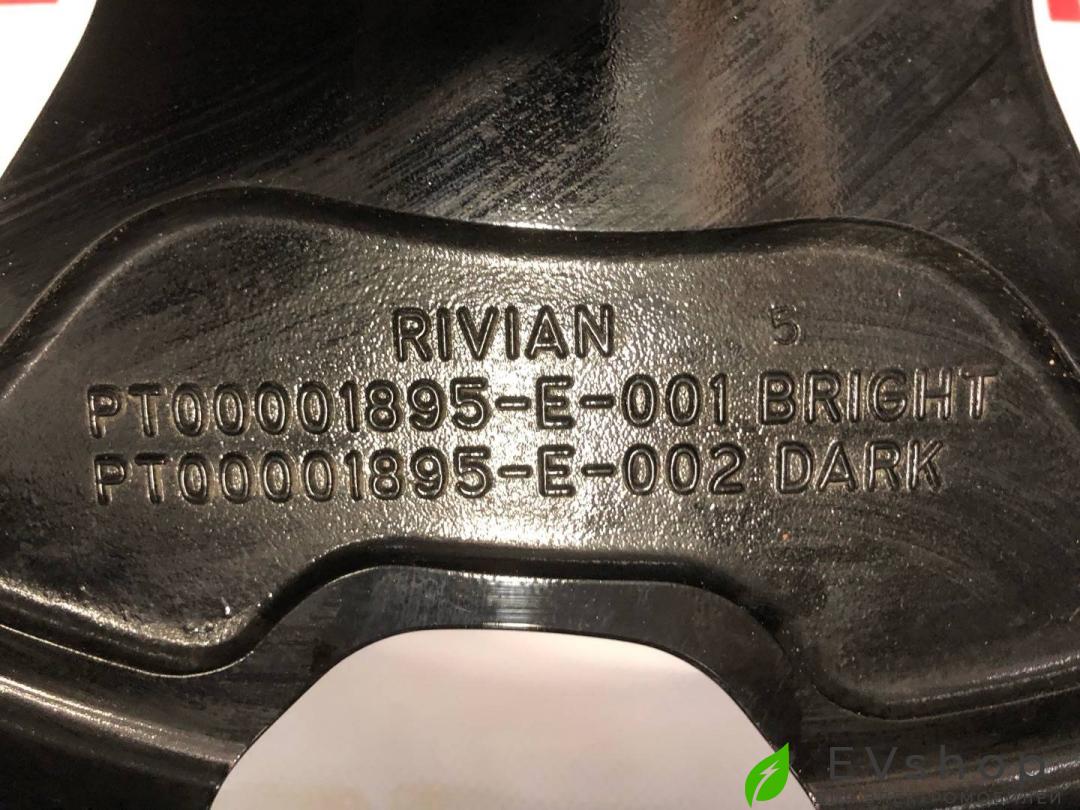 RIVIAN 5
PT00001895-E-001 BRIGHT
PT00001895-E-002 DARK
EVshop